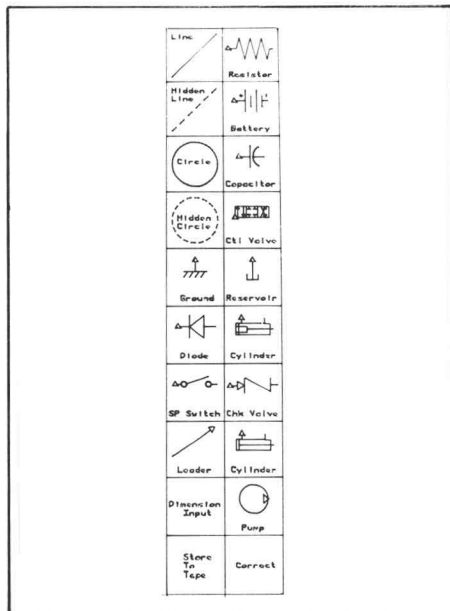 Line
Resistor
Hidden
Line
Battery
Circle
Capacitor
Hidden
Circle
Ctl Valve
Ground
Reservoir
Diode
Cylinder
SP Switch
Chk Valve
Leader
Cylinder
Dimension
Input
Pump
Store
To
Tape
Correct